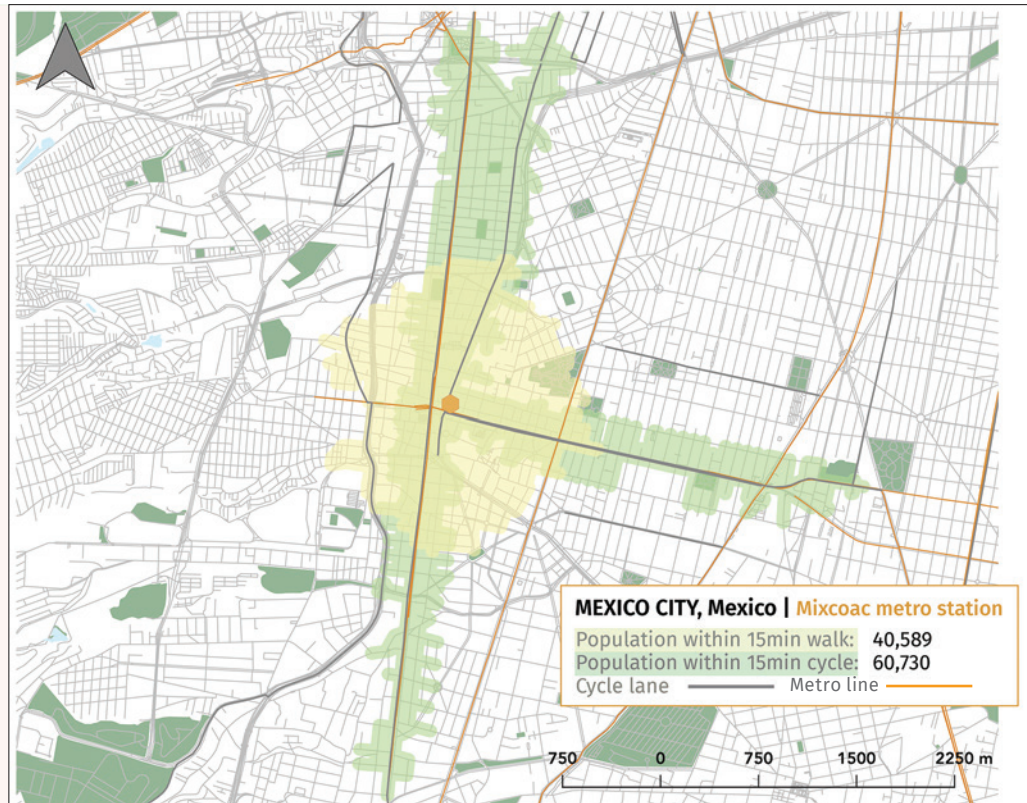 MEXICO CITY, Mexico | Mixcoac metro station
Population within 15min walk: 40,589
Population within 15min cycle: 60,730
Cycle lane Metro line
750 0 750 1500 2250 m